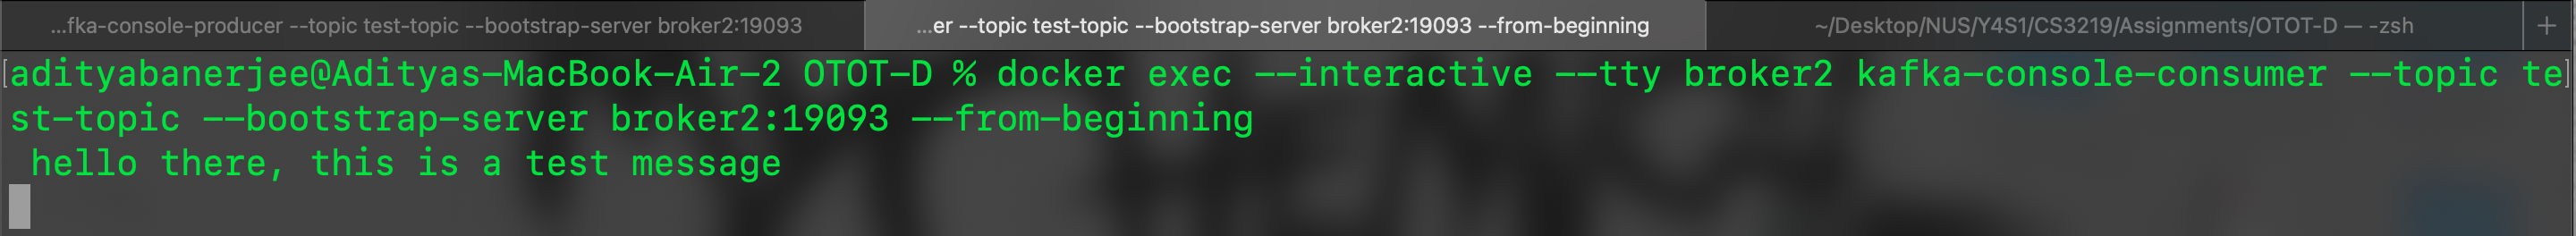 ...fka-console-producer --topic test-topic --bootstrap-server broker2:19093
...er --topic test-topic --bootstrap-server broker2:19093 --from-beginning
~/Desktop/NUS/Y4S1/CS3219/Assignments/OTOT-D — -zsh
+
[adityabanerjee@Adityas-MacBook-Air-2 OTOT-D % docker exec --interactive --tty broker2 kafka-console-consumer --topic te]
st-topic --bootstrap-server broker2:19093 --from-beginning
hello there, this is a test message